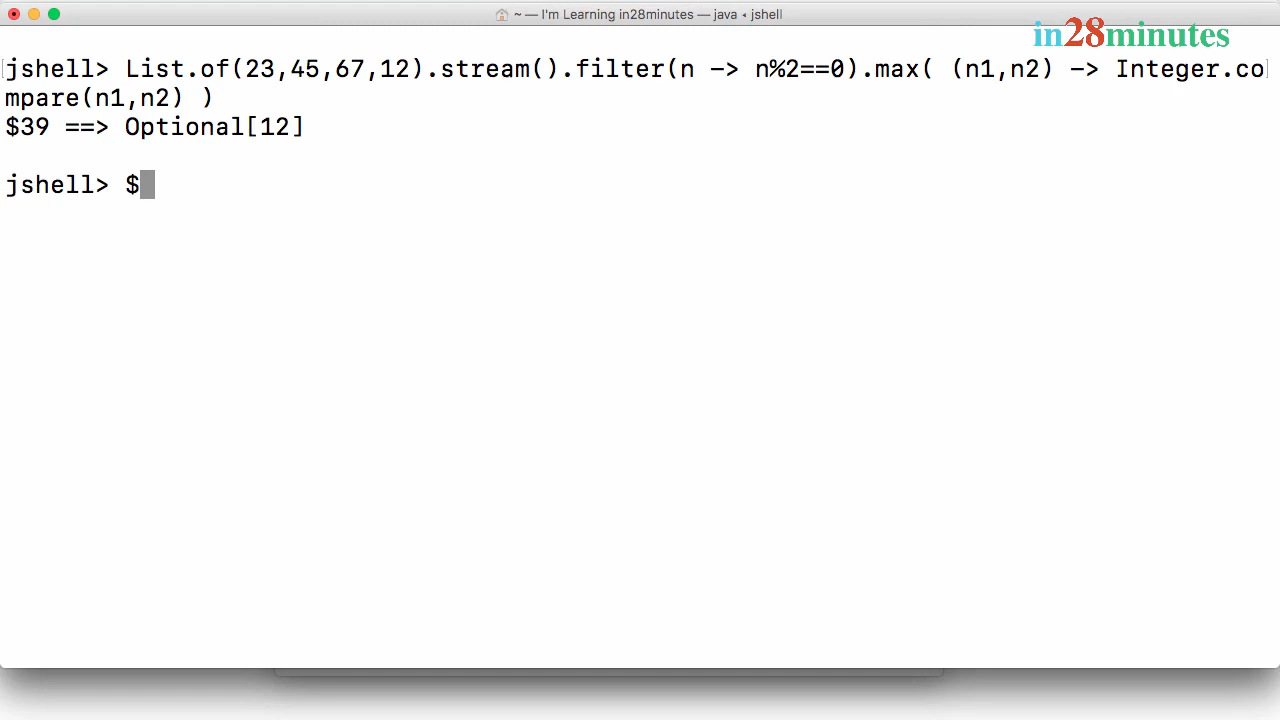 ~ — I'm Learning in28minutes — java ◂ jshell
in28minutes
jshell> List.of(23,45,67,12).stream().filter(n -> n%2==0).max( (n1,n2) -> Integer.co
mpare(n1,n2) )
$39 ==> Optional[12]
jshell> $